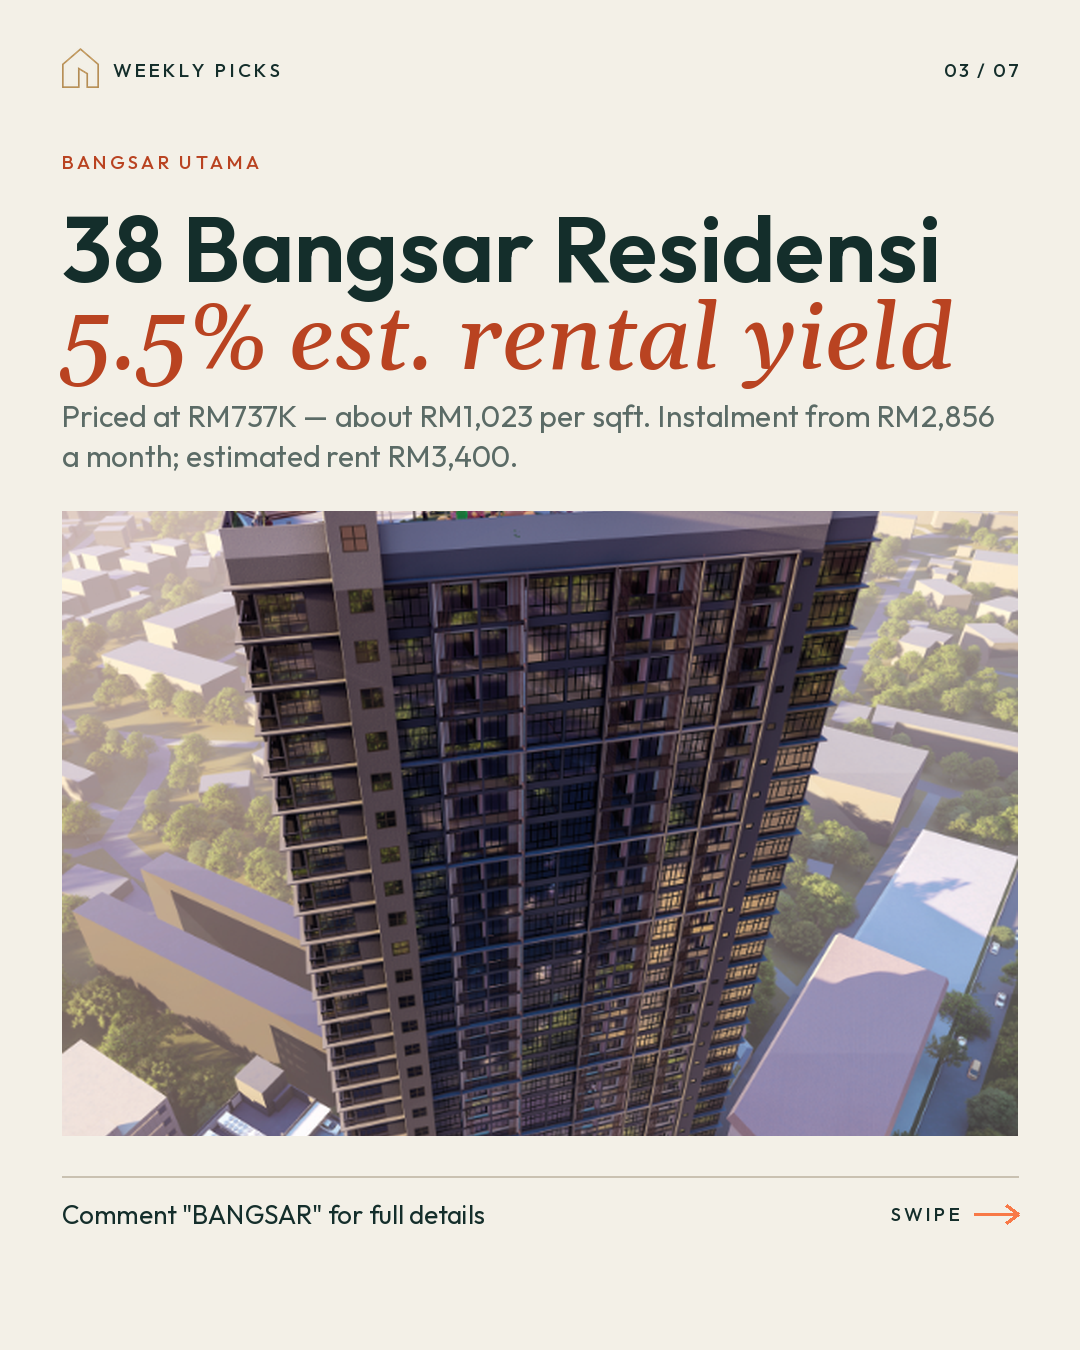 WEEKLY PICKS
03 / 07
BANGSAR UTAMA
38 Bangsar Residensi
5.5% est. rental yield
Priced at RM737K — about RM1,023 per sqft. Instalment from RM2,856
a month; estimated rent RM3,400.
Comment "BANGSAR" for full details
SWIPE